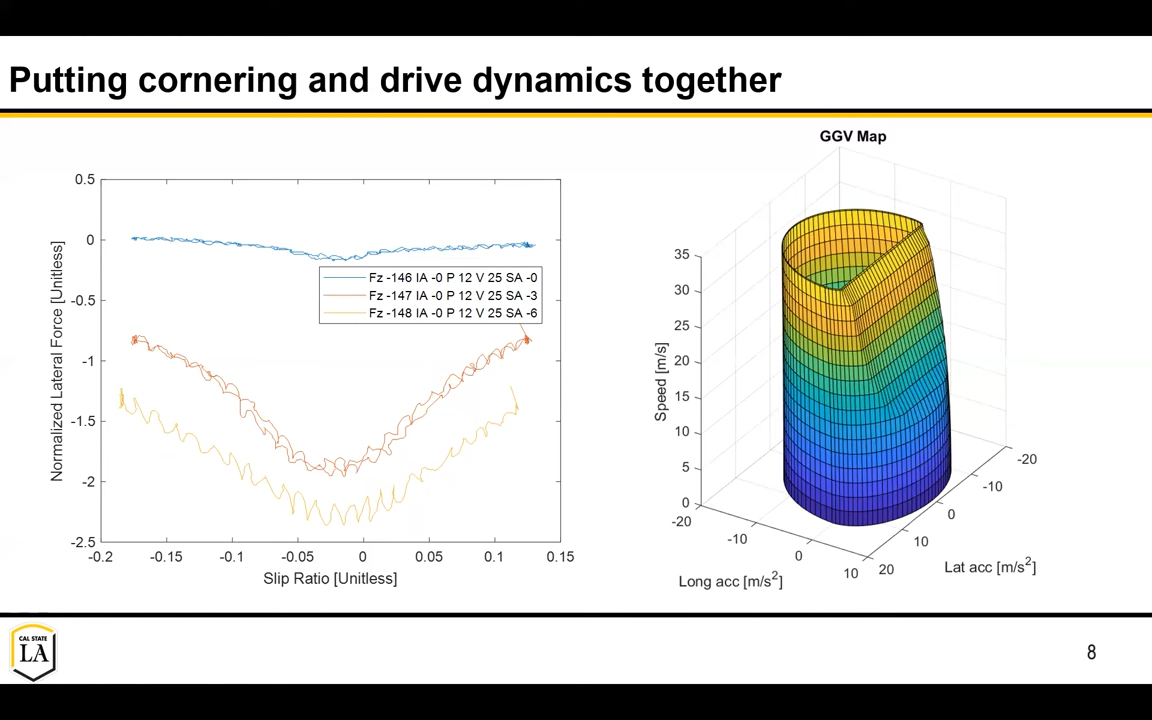 Putting cornering and drive dynamics together
0.5
0
-0.5
-1
-1.5
-2
-2.5
Normalized Lateral Force [Unitless]
Fz -146 IA -0 P 12 V 25 SA -0
Fz -147 IA -0 P 12 V 25 SA -3
Fz -148 IA -0 P 12 V 25 SA -6
-0.2 -0.15 -0.1 -0.05 0 0.05 0.1 0.15
Slip Ratio [Unitless]
GGV Map
35
30
25
20
15
10
5
0
Speed [m/s]
-20 -10 0 10
Long acc [m/s²]
20 10 0 -10 -20
Lat acc [m/s²]
CAL STATE
LA
8